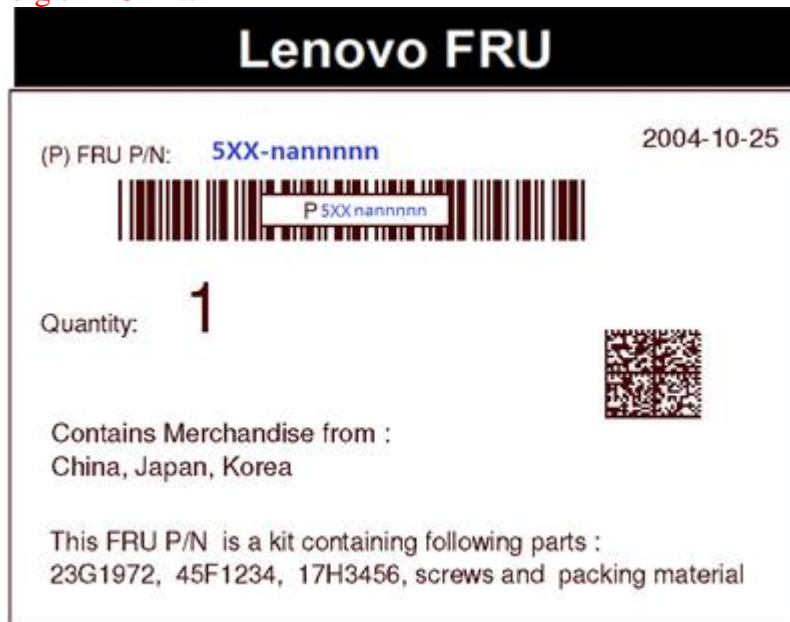 Lenovo FRU
2004-10-25
(P) FRU P/N: 5XX-nannnnn
P 5XX nannnnn
Quantity: 1
Contains Merchandise from :
China, Japan, Korea
This FRU P/N is a kit containing following parts :
23G1972, 45F1234, 17H3456, screws and packing material